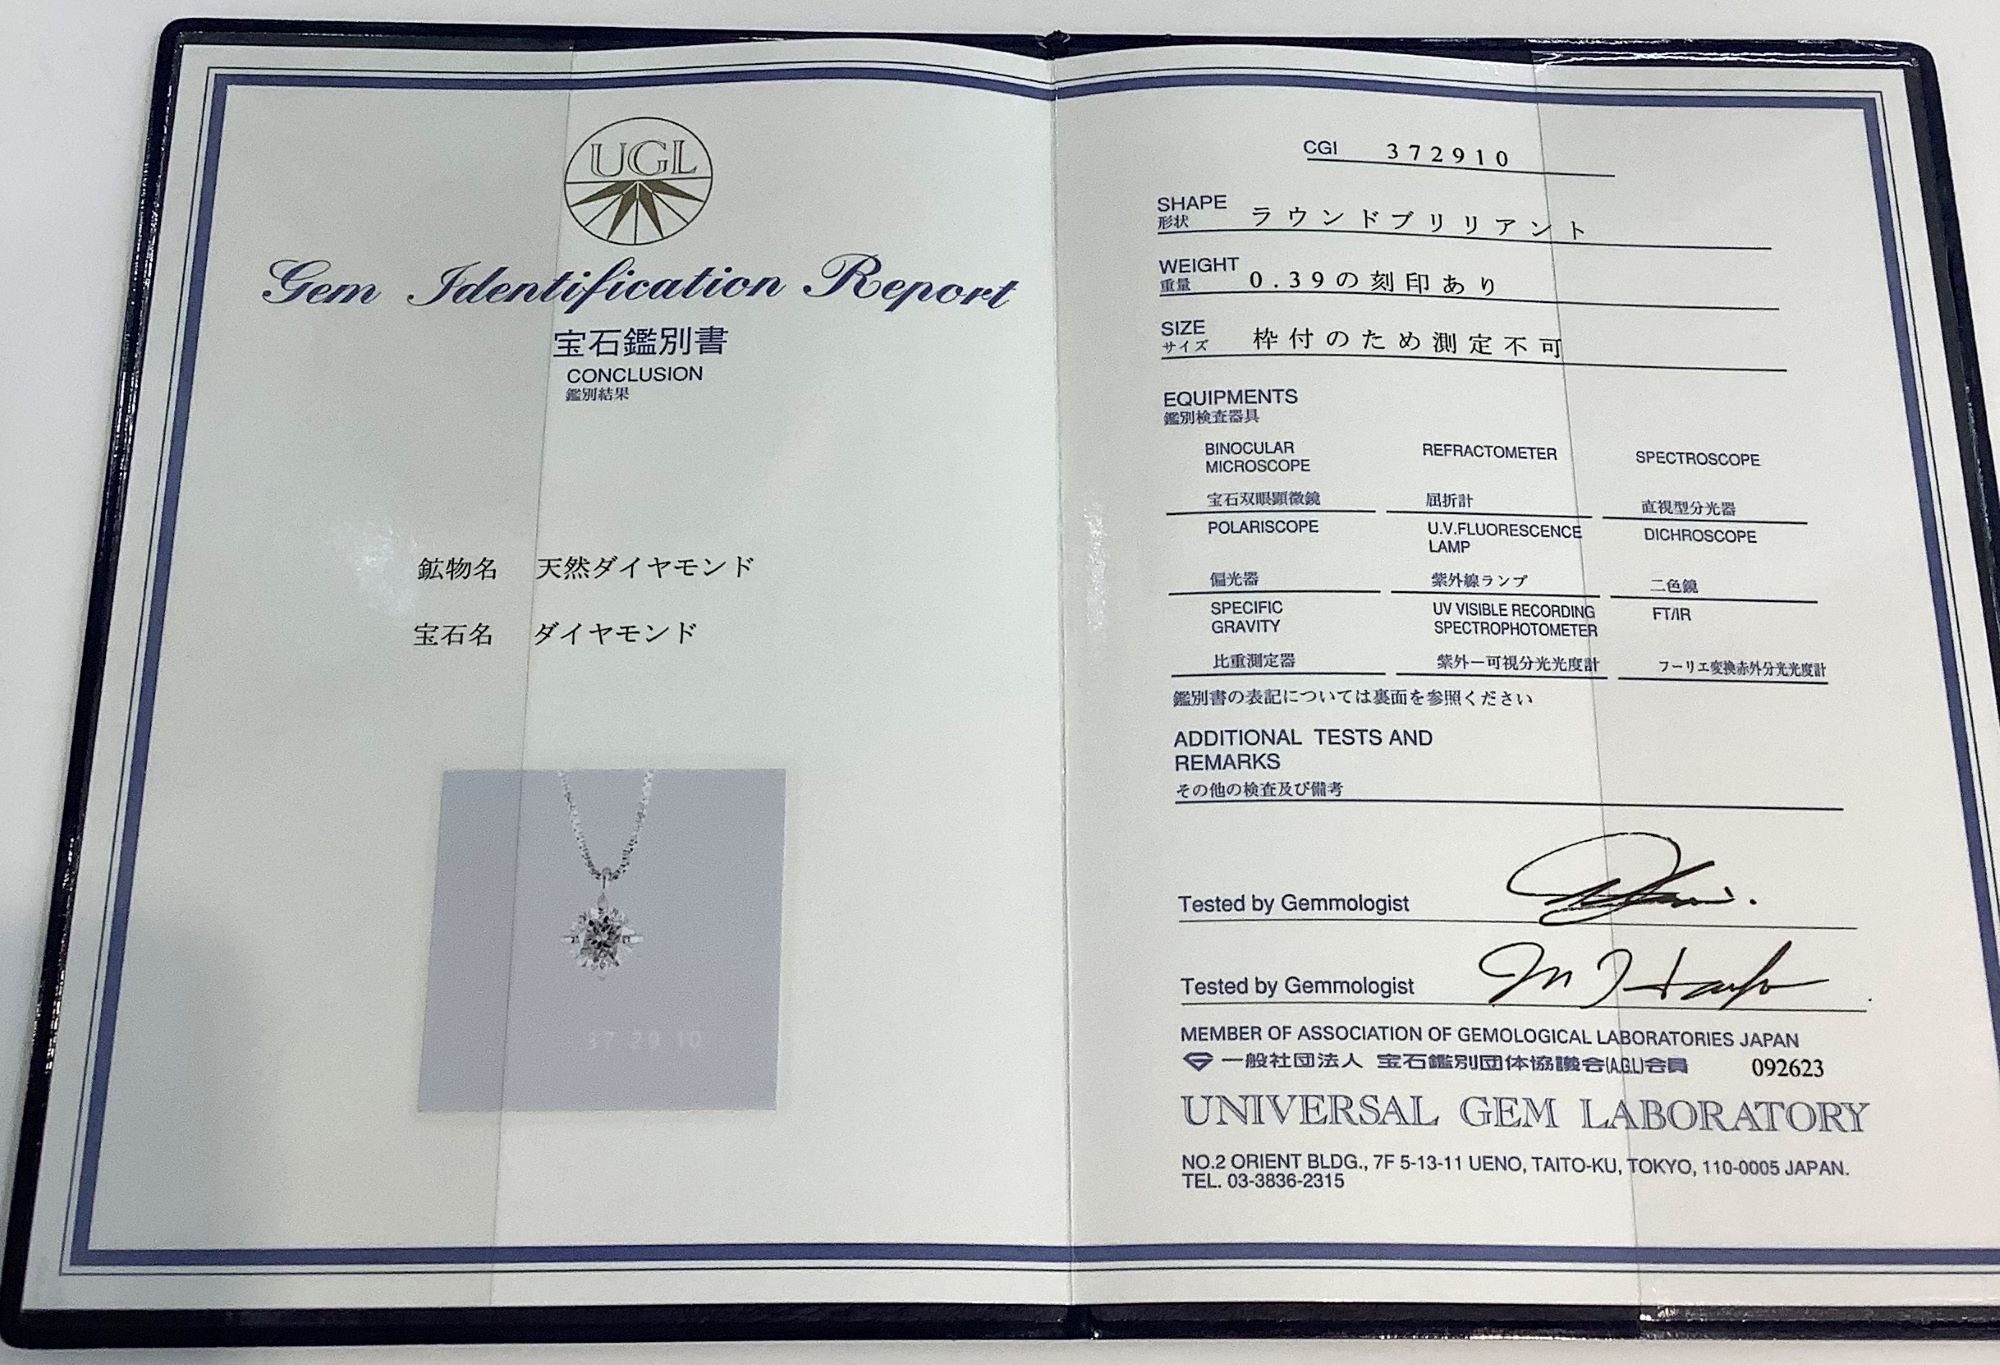 UGL
Gem Identification Report
宝石鑑別書
CONCLUSION
鑑別結果
鉱物名 天然ダイヤモンド
宝石名 ダイヤモンド
37 29 10
CGI 372910
SHAPE
形状 ラウンドブリリアント
WEIGHT
重量 0.39の刻印あり
SIZE
サイズ 枠付のため測定不可
EQUIPMENTS
鑑別検査器具
BINOCULAR MICROSCOPE REFRACTOMETER SPECTROSCOPE
宝石双眼顕微鏡 屈折計 直視型分光器
POLARISCOPE U.V.FLUORESCENCE LAMP DICHROSCOPE
偏光器 紫外線ランプ 二色鏡
SPECIFIC GRAVITY UV VISIBLE RECORDING SPECTROPHOTOMETER FT/IR
比重測定器 紫外ー可視分光光度計 フーリエ変換赤外分光光度計
鑑別書の表記については裏面を参照ください
ADDITIONAL TESTS AND
REMARKS
その他の検査及び備考
Tested by Gemmologist
Tested by Gemmologist
MEMBER OF ASSOCIATION OF GEMOLOGICAL LABORATORIES JAPAN
一般社団法人 宝石鑑別団体協議会(A.G.L)会員 092623
UNIVERSAL GEM LABORATORY
NO.2 ORIENT BLDG., 7F 5-13-11 UENO, TAITO-KU, TOKYO, 110-0005 JAPAN.
TEL. 03-3836-2315